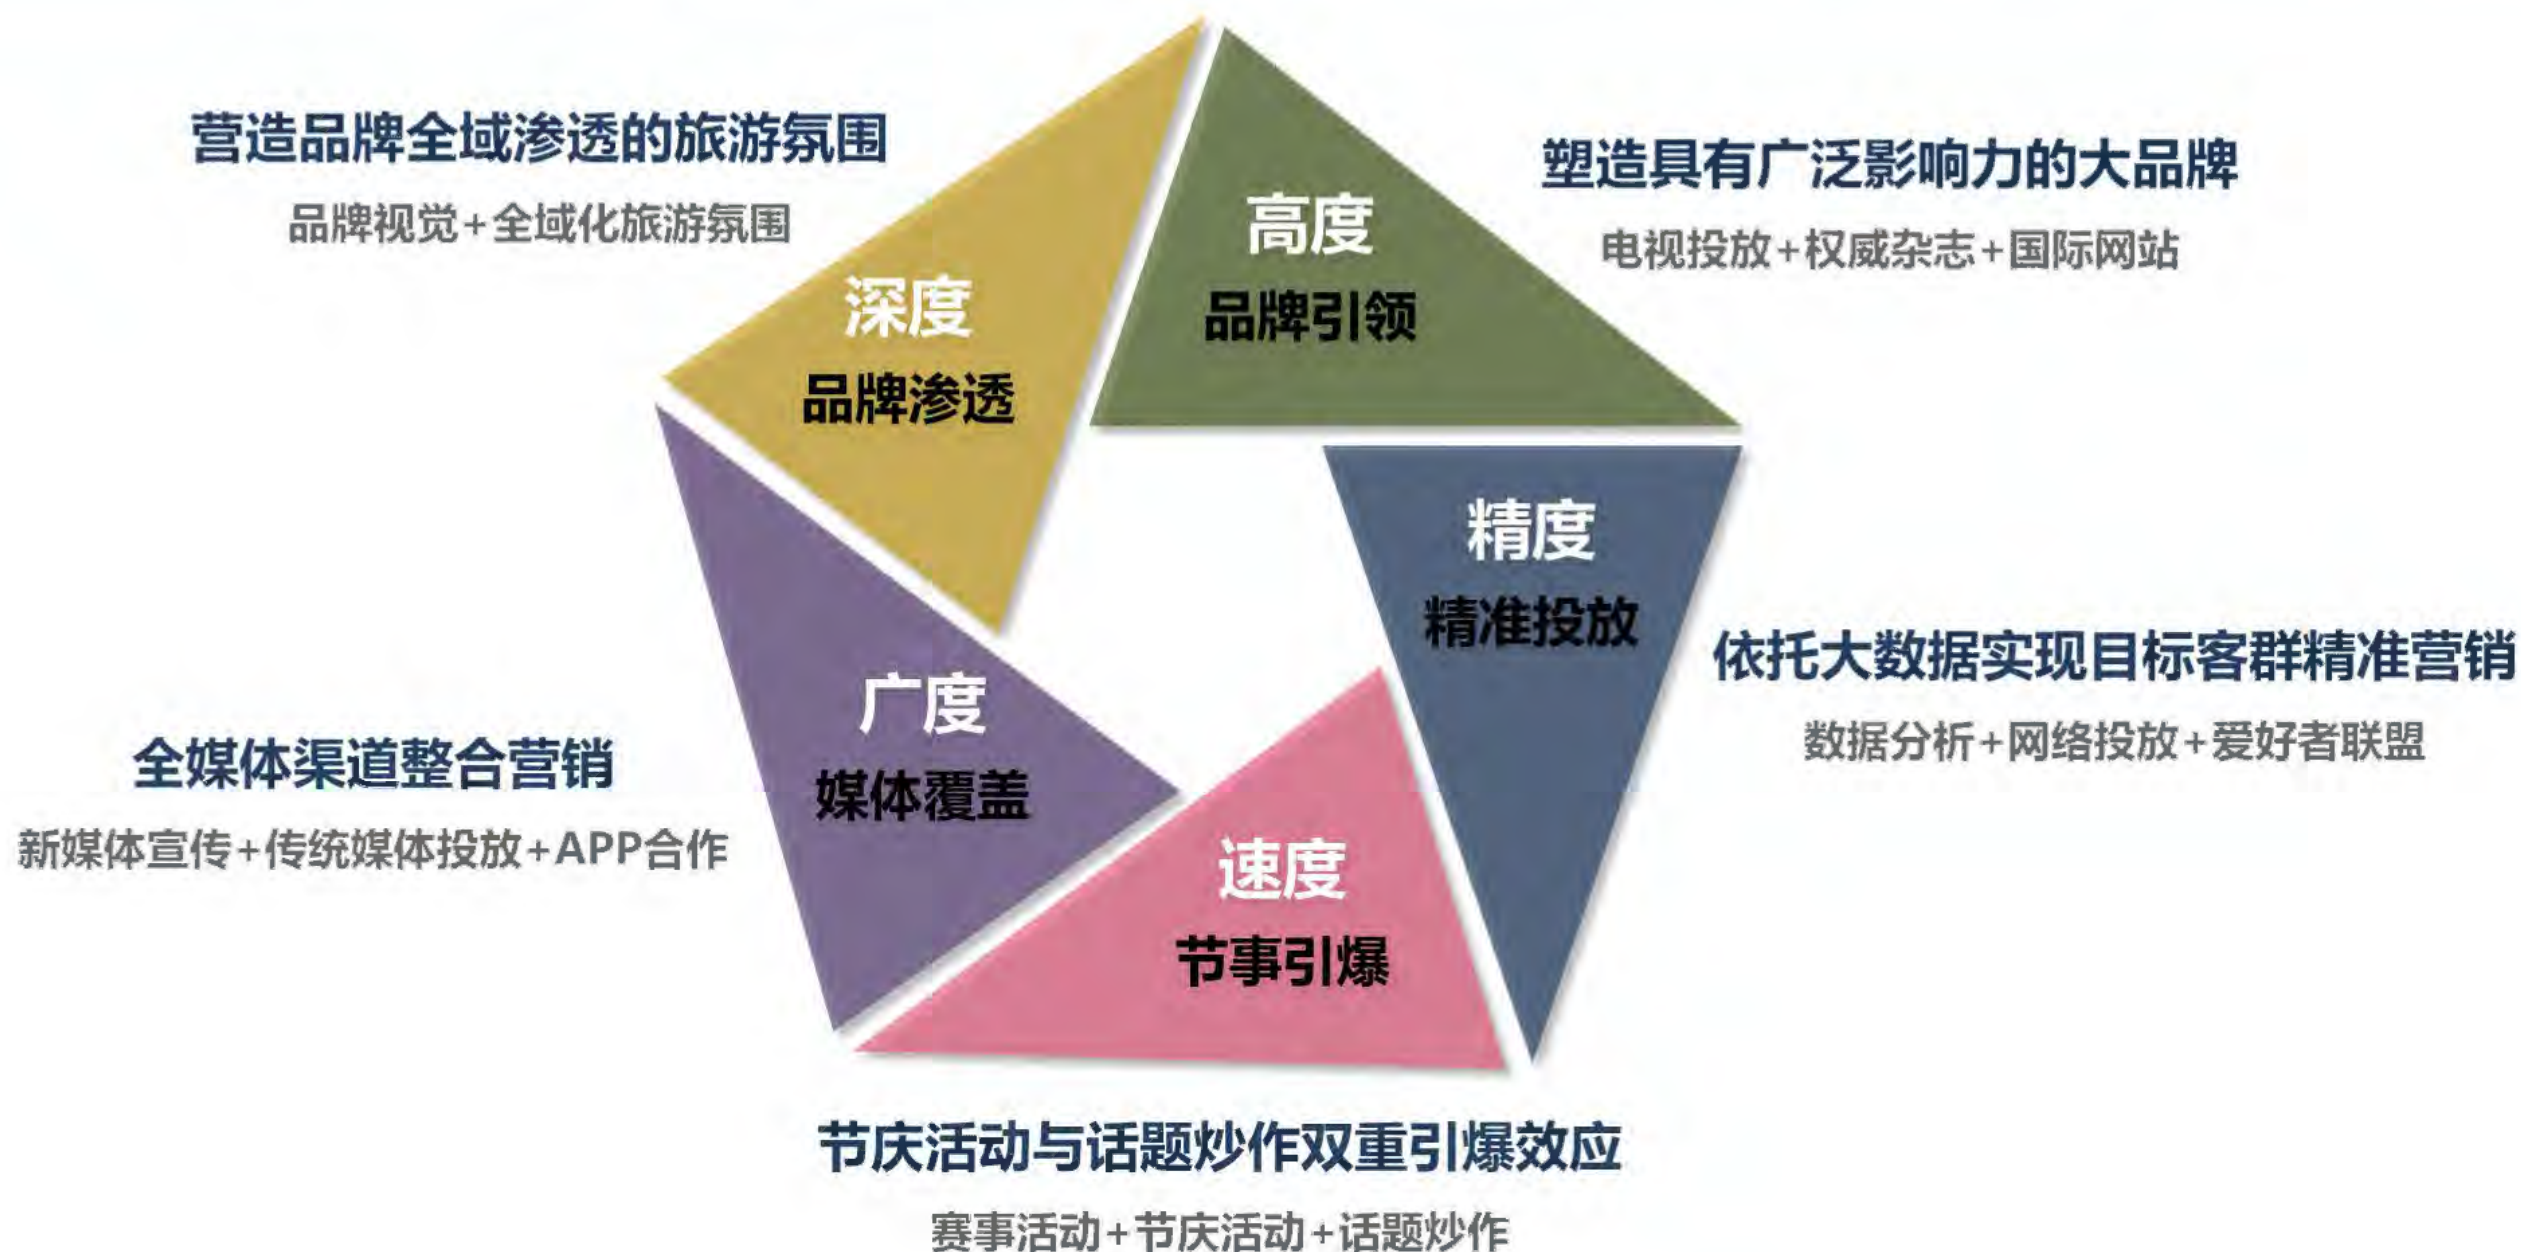 营造品牌全域渗透的旅游氛围
品牌视觉+全域化旅游氛围
塑造具有广泛影响力的大品牌
电视投放+权威杂志+国际网站
高度
品牌引领
深度
品牌渗透
精度
精准投放
依托大数据实现目标客群精准营销
数据分析+网络投放+爱好者联盟
广度
媒体覆盖
全媒体渠道整合营销
新媒体宣传+传统媒体投放+APP合作
速度
节事引爆
节庆活动与话题炒作双重引爆效应
赛事活动+节庆活动+话题炒作